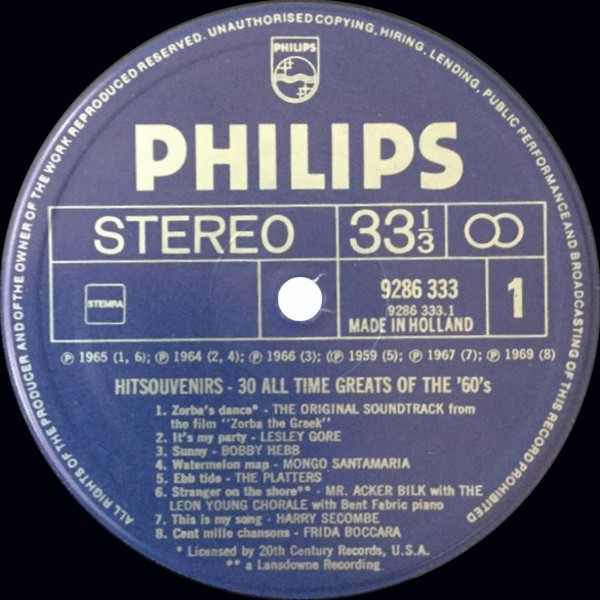 ALL RIGHTS OF THE PRODUCER AND OF THE OWNER OF THE WORK REPRODUCED RESERVED. UNAUTHORISED COPYING, HIRING, LENDING, PUBLIC PERFORMANCE AND BROADCASTING OF THIS RECORD PROHIBITED
PHILIPS
PHILIPS
STEREO
33 1/3
STEMRA
9286 333
9286 333.1
MADE IN HOLLAND
1
Ⓟ 1965 (1, 6); Ⓟ 1964 (2, 4); Ⓟ 1966 (3); (Ⓟ 1959 (5); Ⓟ 1967 (7); Ⓟ 1969 (8)
HITSOUVENIRS - 30 ALL TIME GREATS OF THE '60's
1. Zorba's dance* - THE ORIGINAL SOUNDTRACK from
the film ''Zorba the Greek''
2. It's my party - LESLEY GORE
3. Sunny - BOBBY HEBB
4. Watermelon map - MONGO SANTAMARIA
5. Ebb tide - THE PLATTERS
6. Stranger on the shore** - MR. ACKER BILK with THE
LEON YOUNG CHORALE with Bent Fabric piano
7. This is my song - HARRY SECOMBE
8. Cent mille chansons - FRIDA BOCCARA
* Licensed by 20th Century Records, U.S.A.
** a Lansdowne Recording